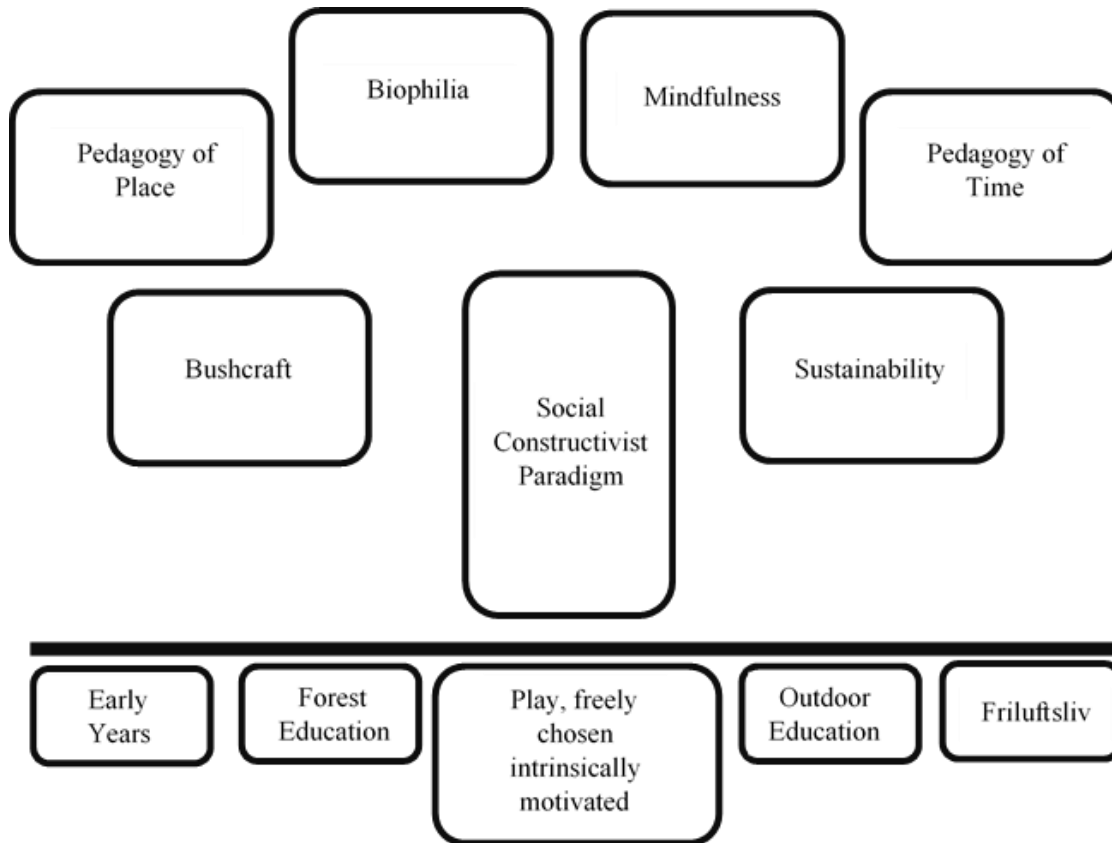 Biophilia
Mindfulness
Pedagogy of
Place
Pedagogy of
Time
Bushcraft
Social
Constructivist
Paradigm
Sustainability
Early
Years
Forest
Education
Play, freely
chosen
intrinsically
motivated
Outdoor
Education
Friluftsliv